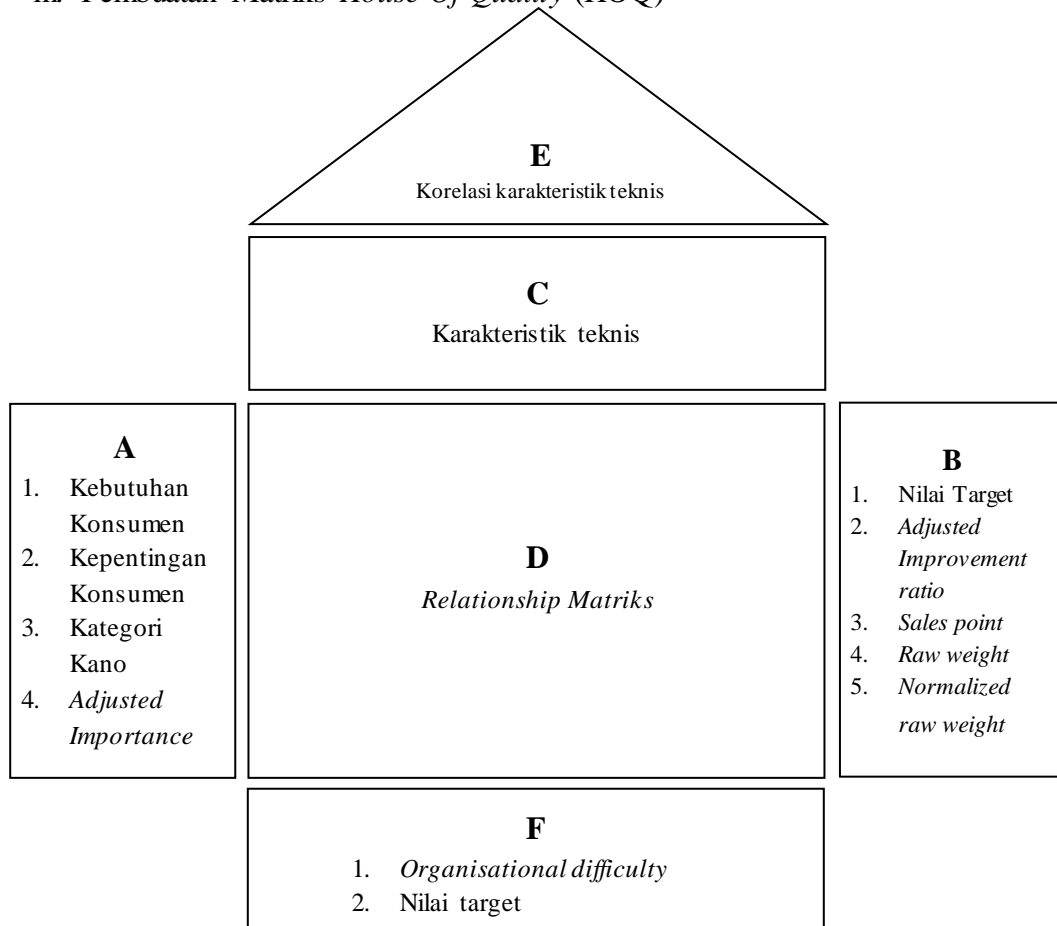 E
Korelasi karakteristik teknis
C
Karakteristik teknis
A
1. Kebutuhan
Konsumen
2. Kepentingan
Konsumen
3. Kategori
Kano
4. Adjusted
Importance
D
Relationship Matriks
B
1. Nilai Target
2. Adjusted
Improvement
ratio
3. Sales point
4. Raw weight
5. Normalized
raw weight
F
1. Organisational difficulty
2. Nilai target